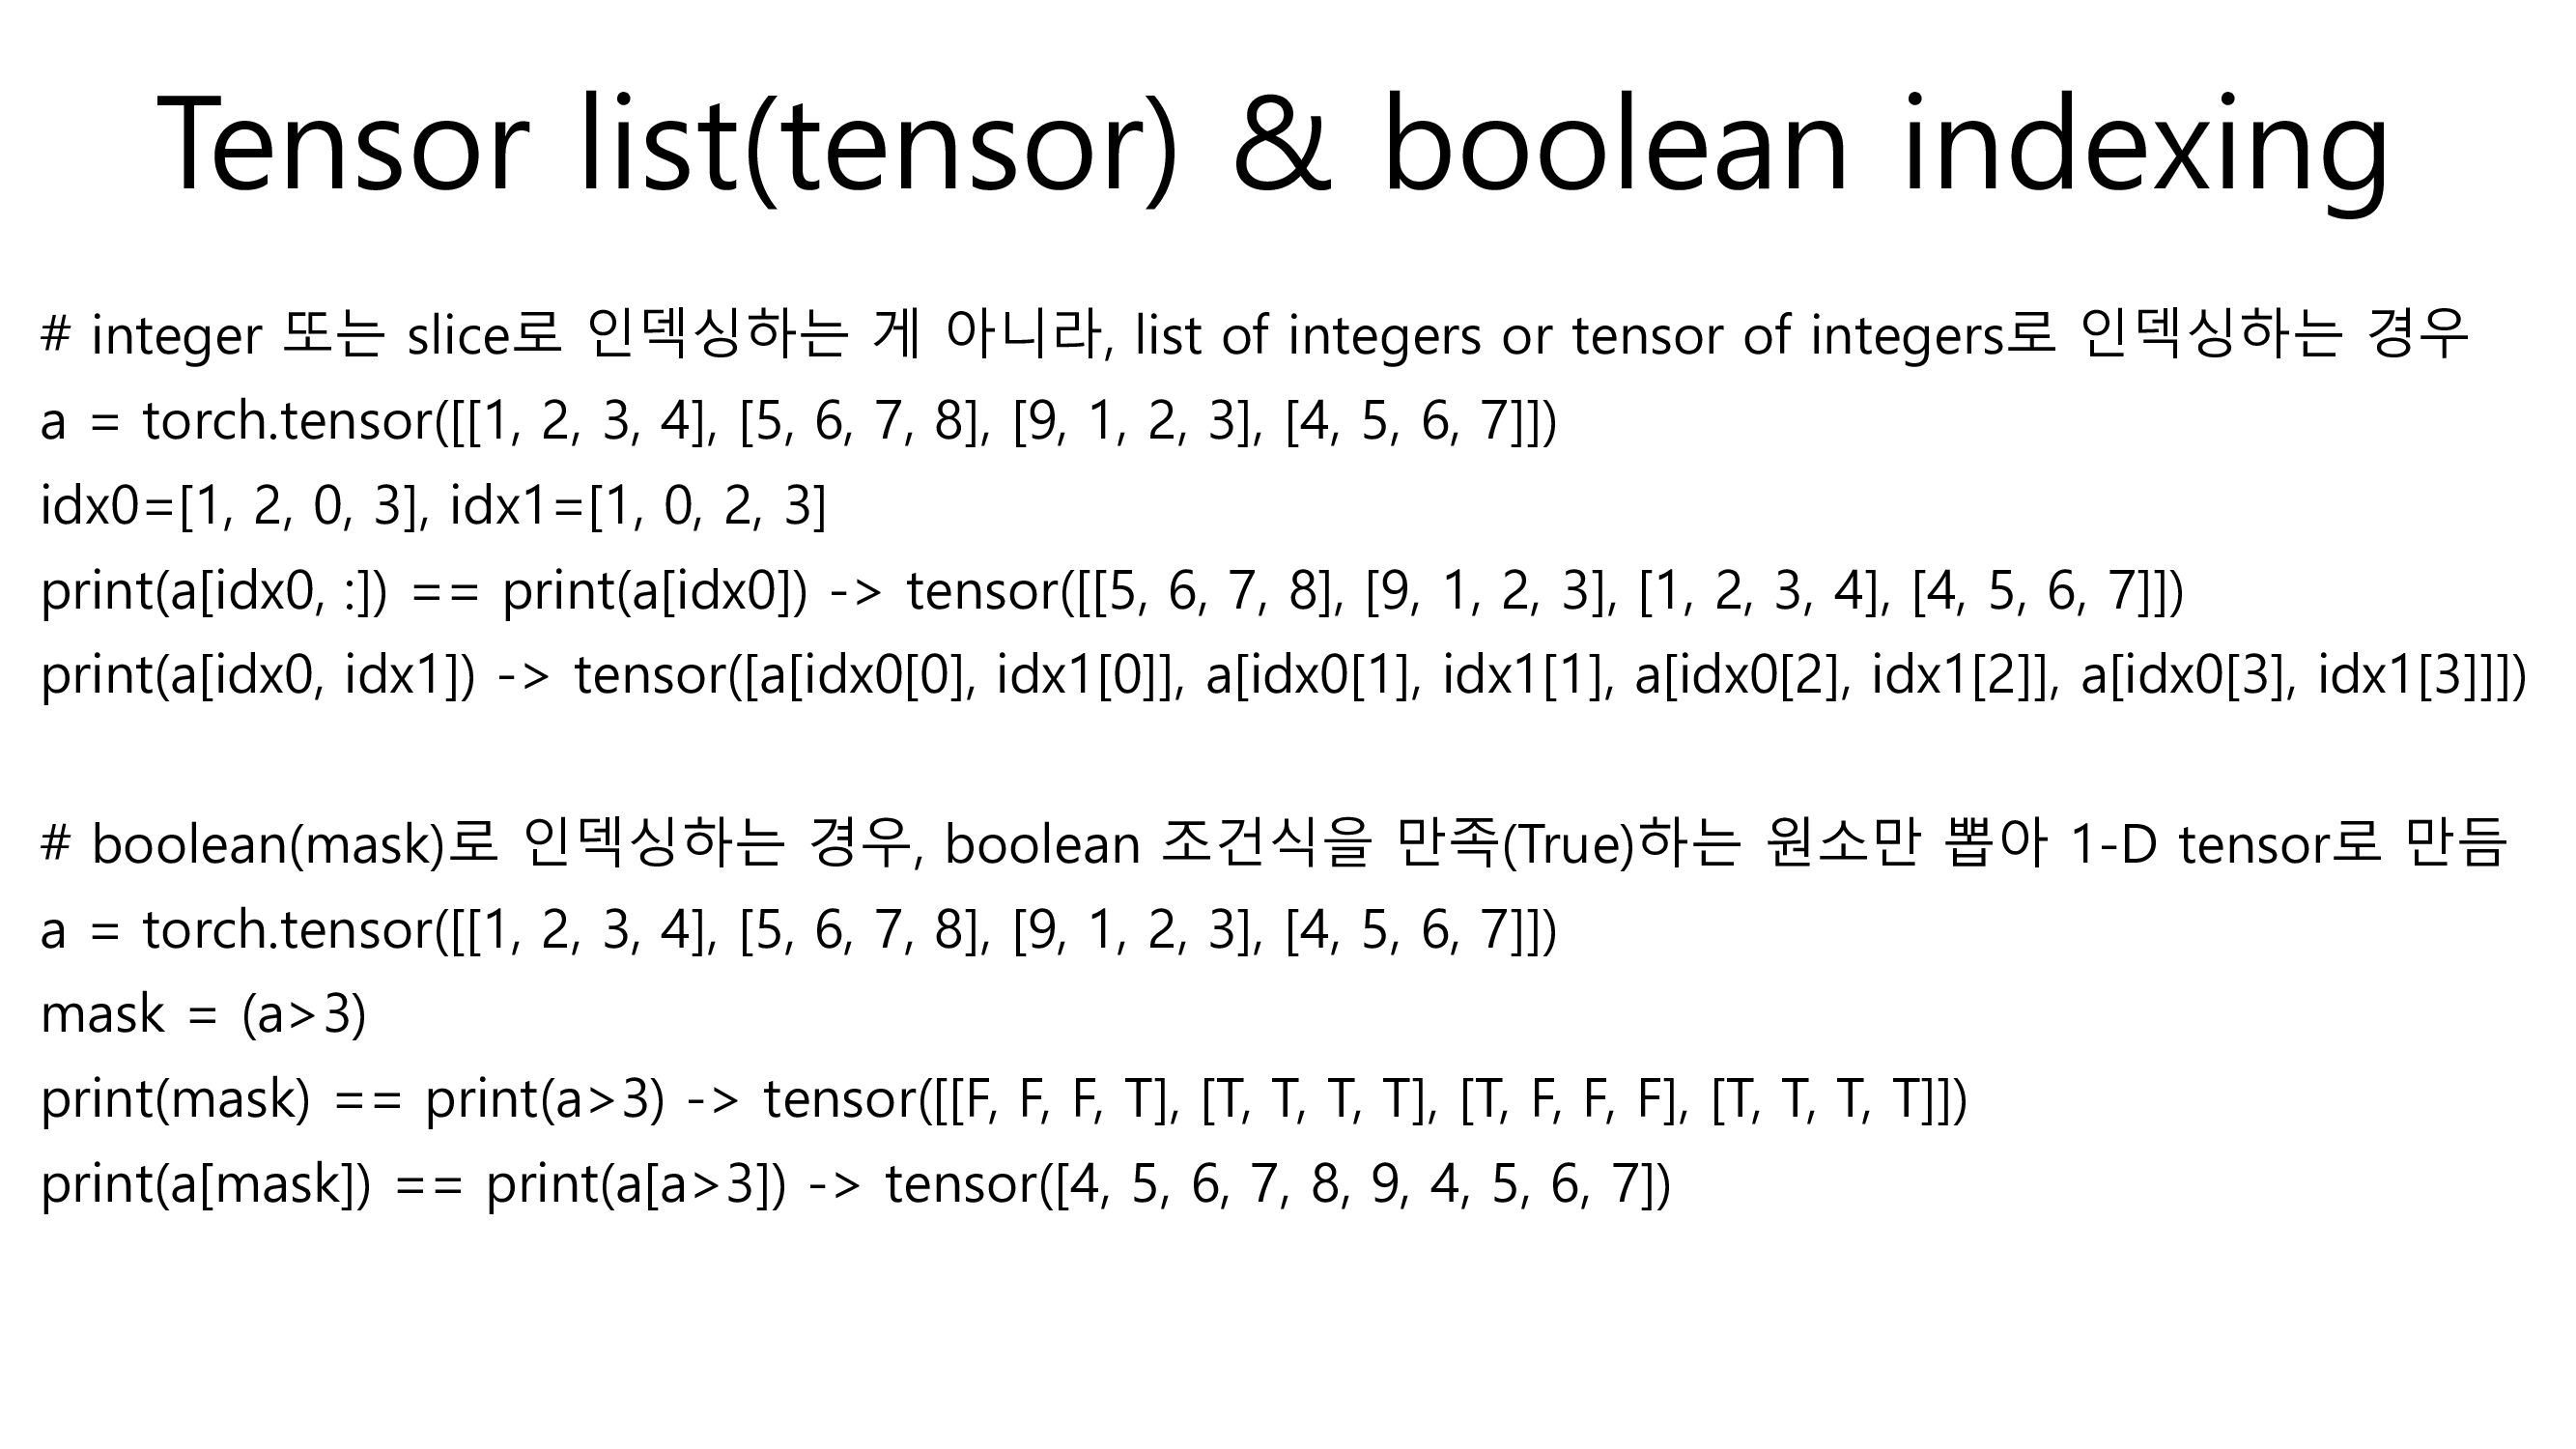 Tensor list(tensor) & boolean indexing
# integer 또는 slice로 인덱싱하는 게 아니라, list of integers or tensor of integers로 인덱싱하는 경우
a = torch.tensor([[1, 2, 3, 4], [5, 6, 7, 8], [9, 1, 2, 3], [4, 5, 6, 7]])
idx0=[1, 2, 0, 3], idx1=[1, 0, 2, 3]
print(a[idx0, :]) == print(a[idx0]) -> tensor([[5, 6, 7, 8], [9, 1, 2, 3], [1, 2, 3, 4], [4, 5, 6, 7]])
print(a[idx0, idx1]) -> tensor([a[idx0[0], idx1[0]], a[idx0[1], idx1[1], a[idx0[2], idx1[2]], a[idx0[3], idx1[3]]])
# boolean(mask)로 인덱싱하는 경우, boolean 조건식을 만족(True)하는 원소만 뽑아 1-D tensor로 만듬
a = torch.tensor([[1, 2, 3, 4], [5, 6, 7, 8], [9, 1, 2, 3], [4, 5, 6, 7]])
mask = (a>3)
print(mask) == print(a>3) -> tensor([[F, F, F, T], [T, T, T, T], [T, F, F, F], [T, T, T, T]])
print(a[mask]) == print(a[a>3]) -> tensor([4, 5, 6, 7, 8, 9, 4, 5, 6, 7])